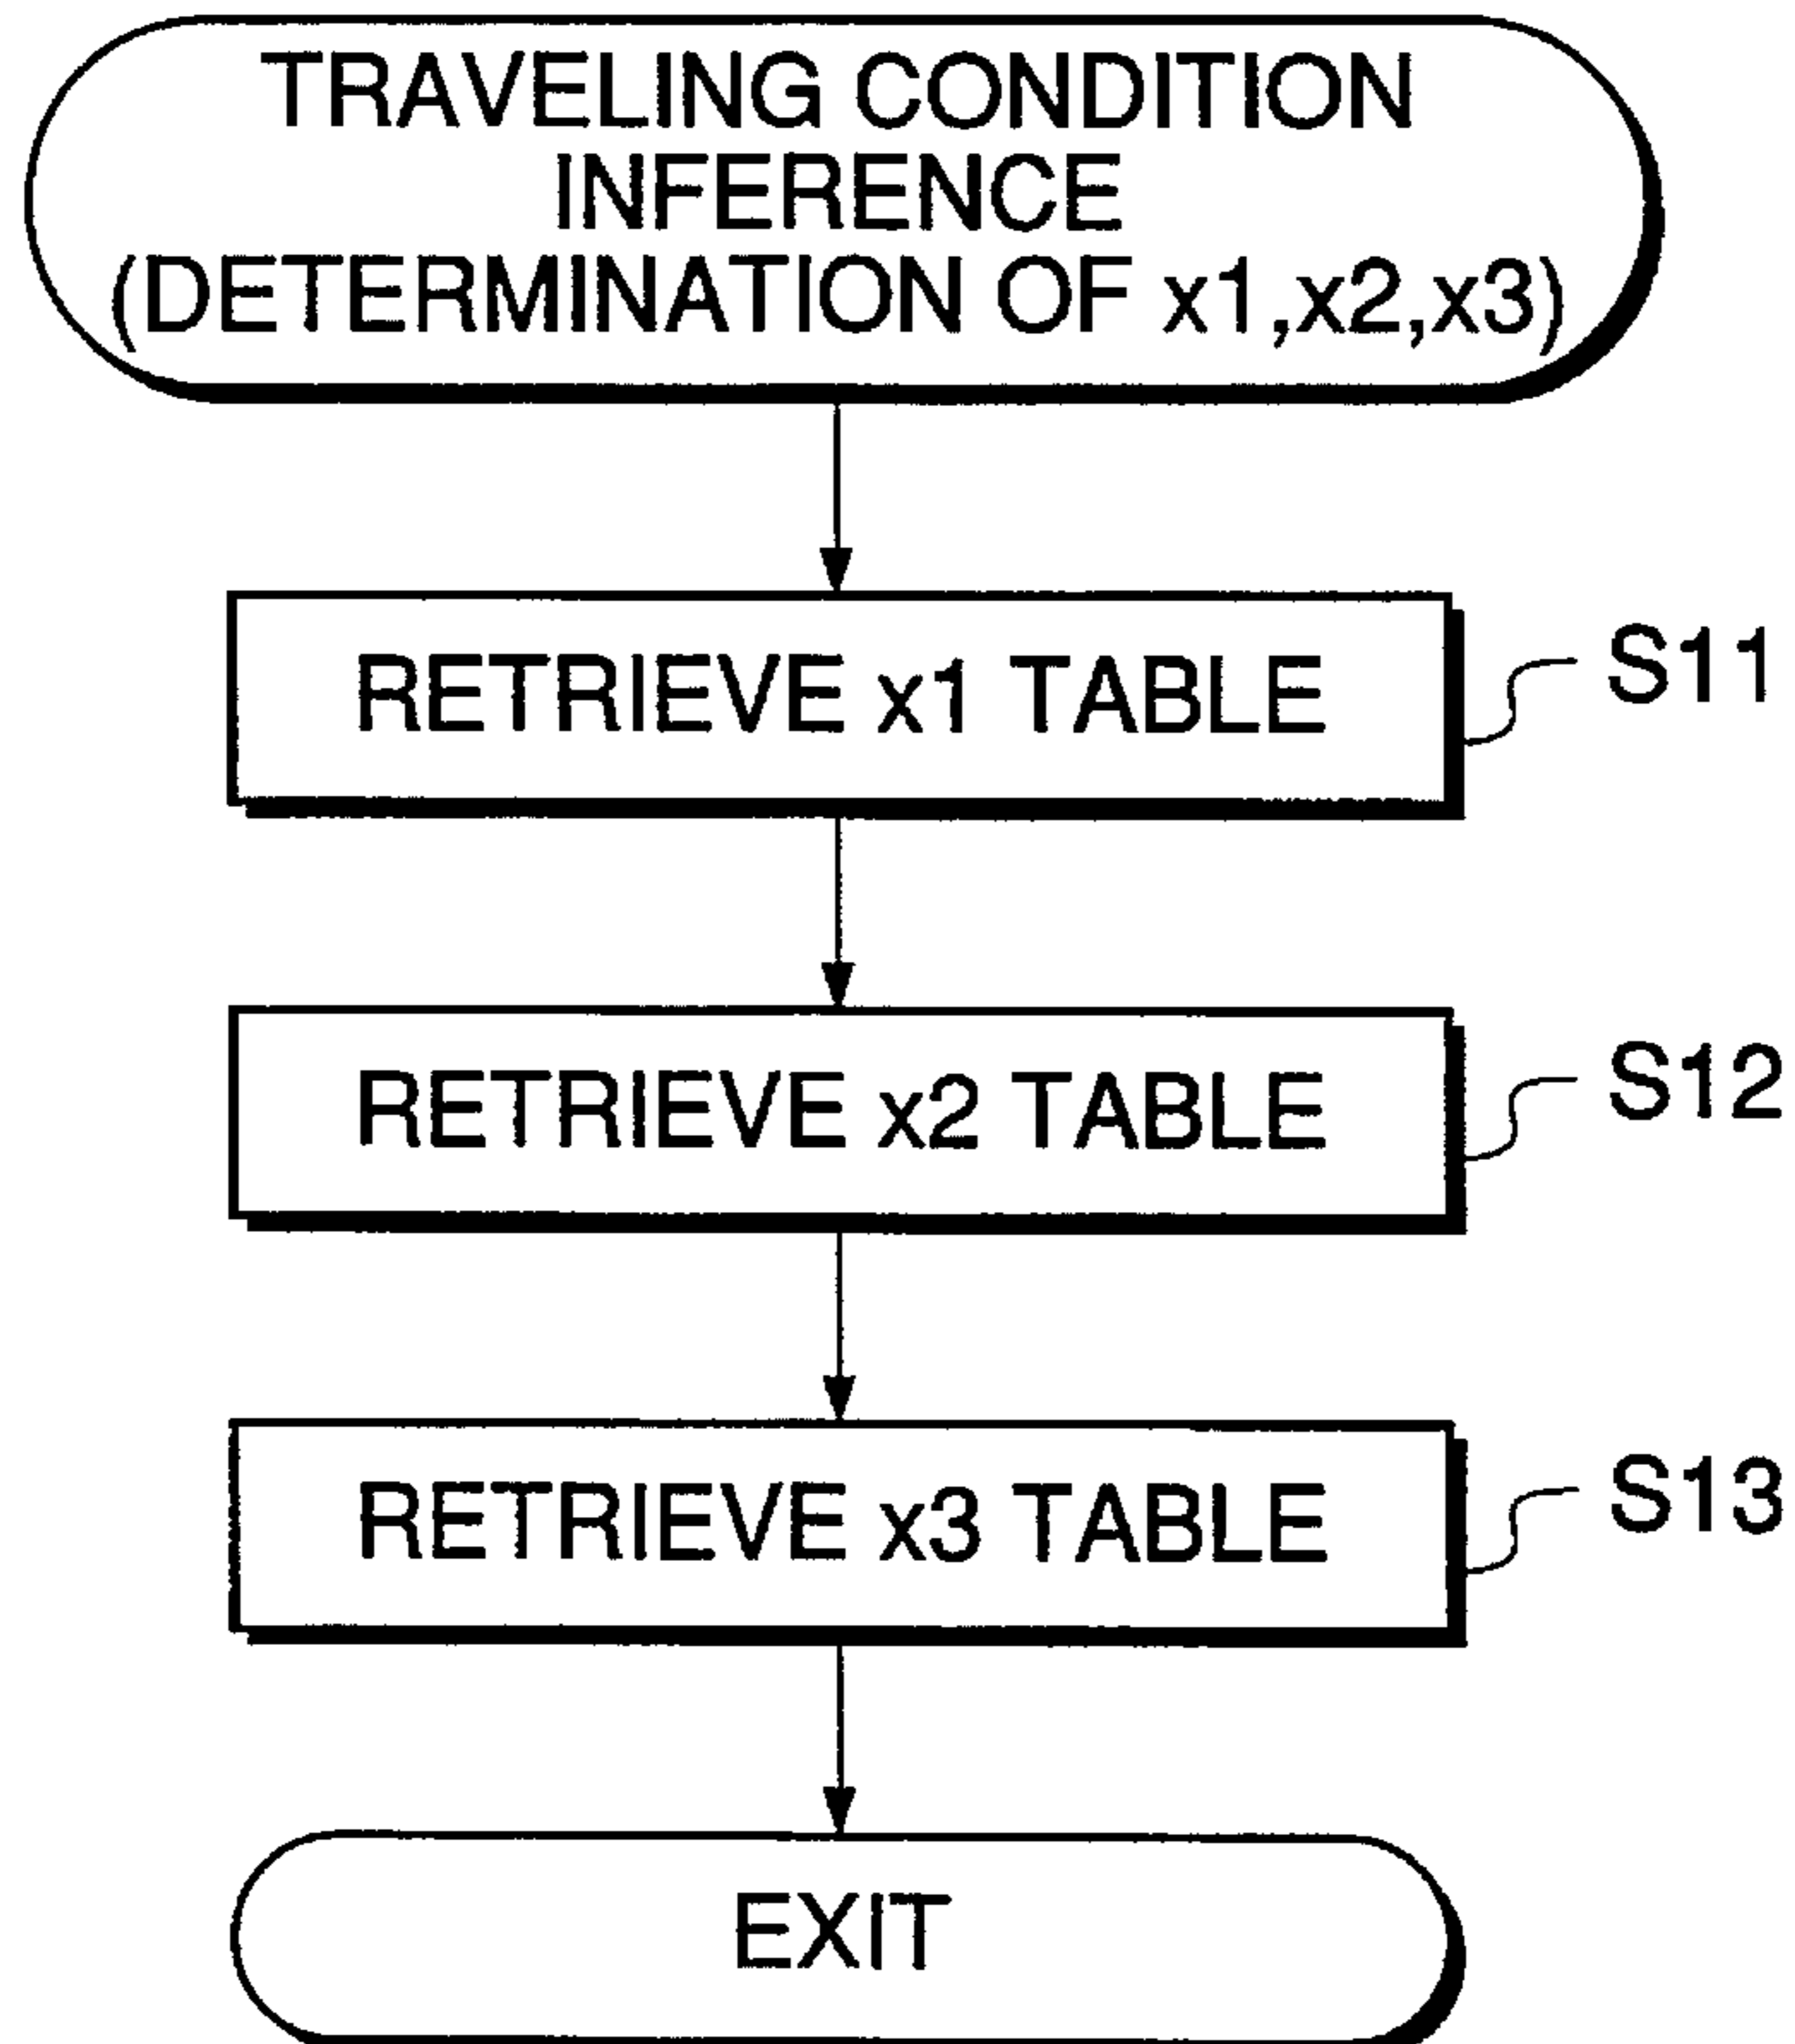 TRAVELING CONDITION
INFERENCE
(DETERMINATION OF x1,x2,x3)
RETRIEVE x1 TABLE
S11
RETRIEVE x2 TABLE
S12
RETRIEVE x3 TABLE
S13
EXIT